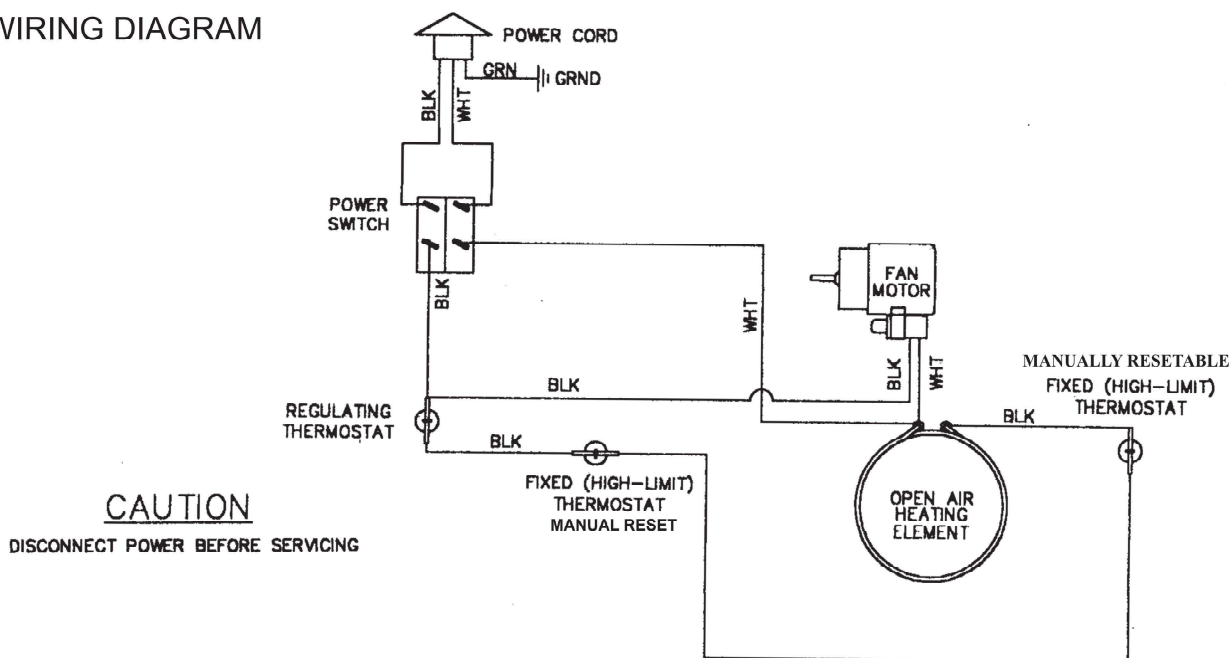 WIRING DIAGRAM
POWER CORD
GRN
GRND
BLK
WHT
POWER
SWITCH
BLK
WHT
FAN
MOTOR
BLK
WHT
MANUALLY RESETABLE
FIXED (HIGH-LIMIT)
THERMOSTAT
BLK
BLK
REGULATING
THERMOSTAT
BLK
FIXED (HIGH-LIMIT)
THERMOSTAT
MANUAL RESET
OPEN AIR
HEATING
ELEMENT
CAUTION
DISCONNECT POWER BEFORE SERVICING